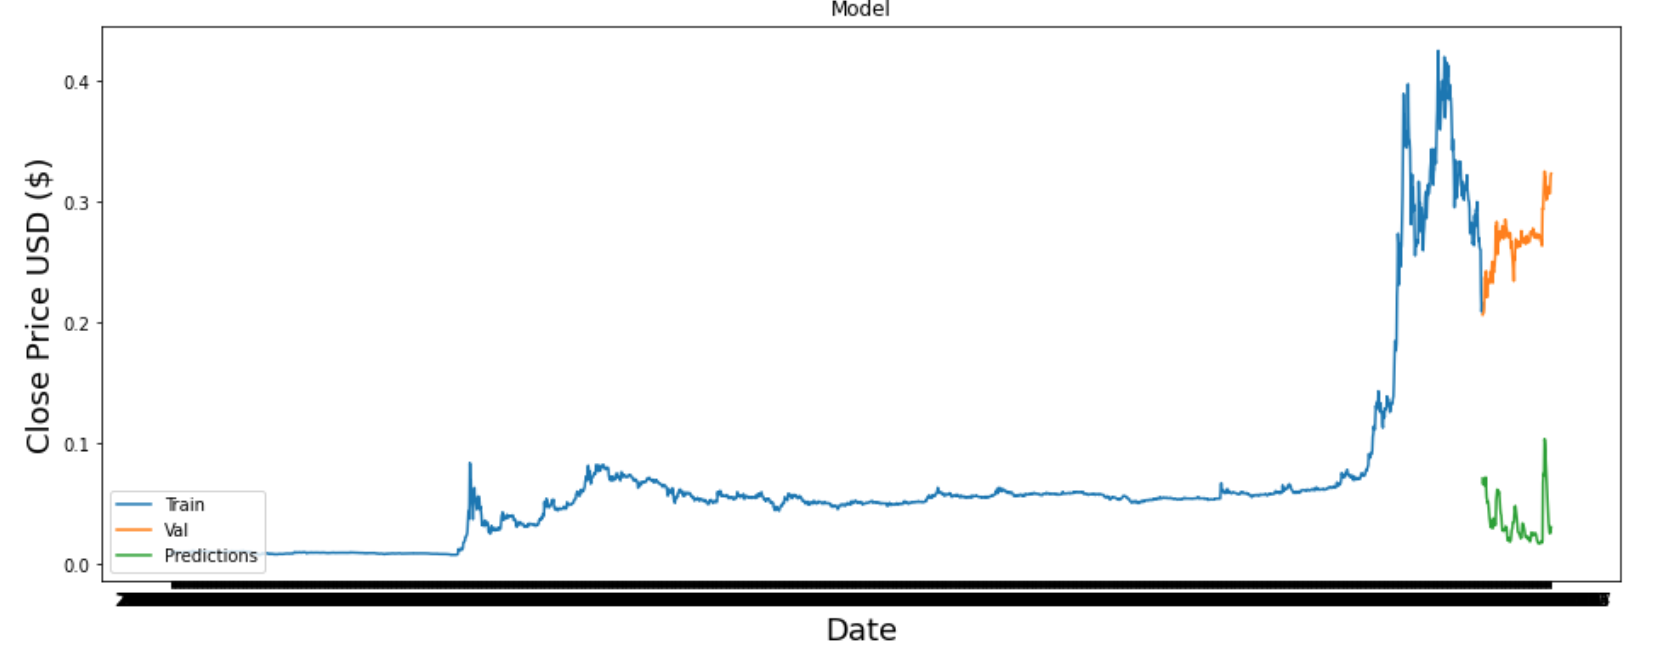 Model
Close Price USD ($)
0.4
0.3
0.2
0.1
0.0
Train
Val
Predictions
Date